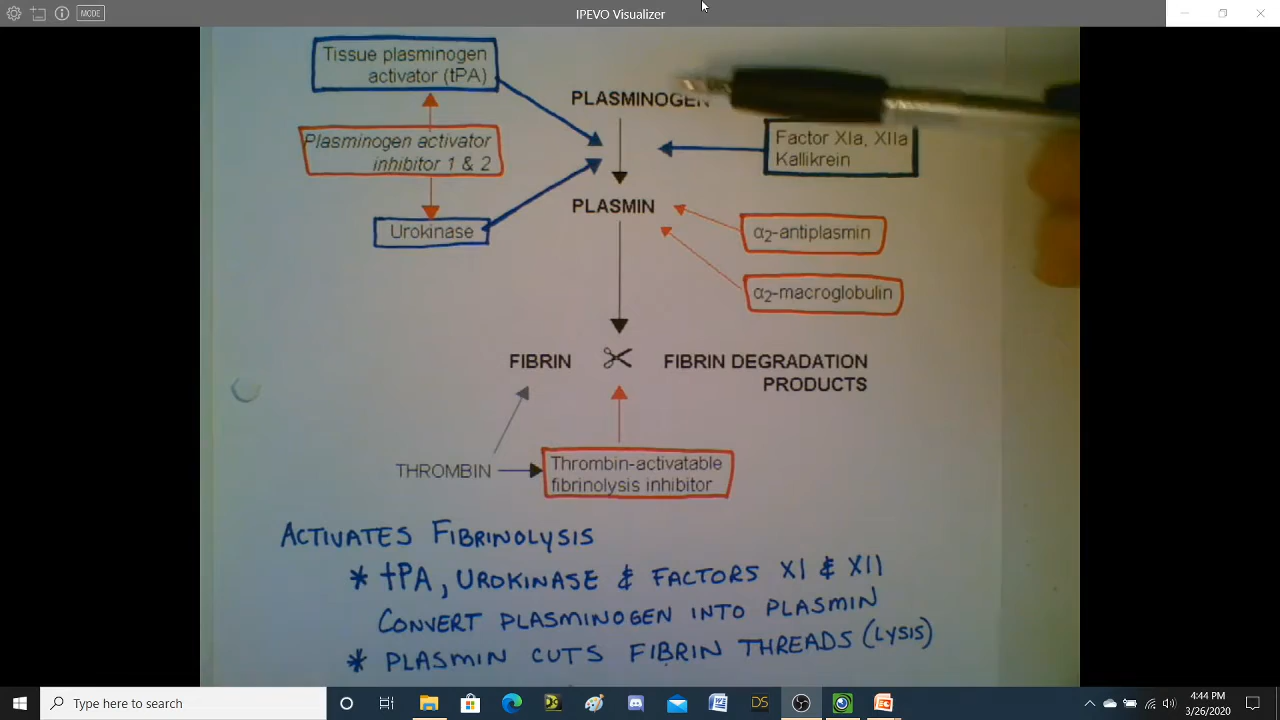 MODE
IPEVO Visualizer
Tissue plasminogen
activator (tPA)
PLASMINOGEN
Plasminogen activator
inhibitor 1 & 2
Factor XIa, XIIa
Kallikrein
PLASMIN
Urokinase
α2-antiplasmin
α2-macroglobulin
FIBRIN
FIBRIN DEGRADATION
PRODUCTS
THROMBIN
Thrombin-activatable
fibrinolysis inhibitor
ACTIVATES FIBRINOLYSIS
* tPA, UROKINASE & FACTORS XI & XII
CONVERT PLASMINOGEN INTO PLASMIN
* PLASMIN CUTS FIBRIN THREADS (LYSIS)
Type here to search
DS
4:44 PM
3/26/2020